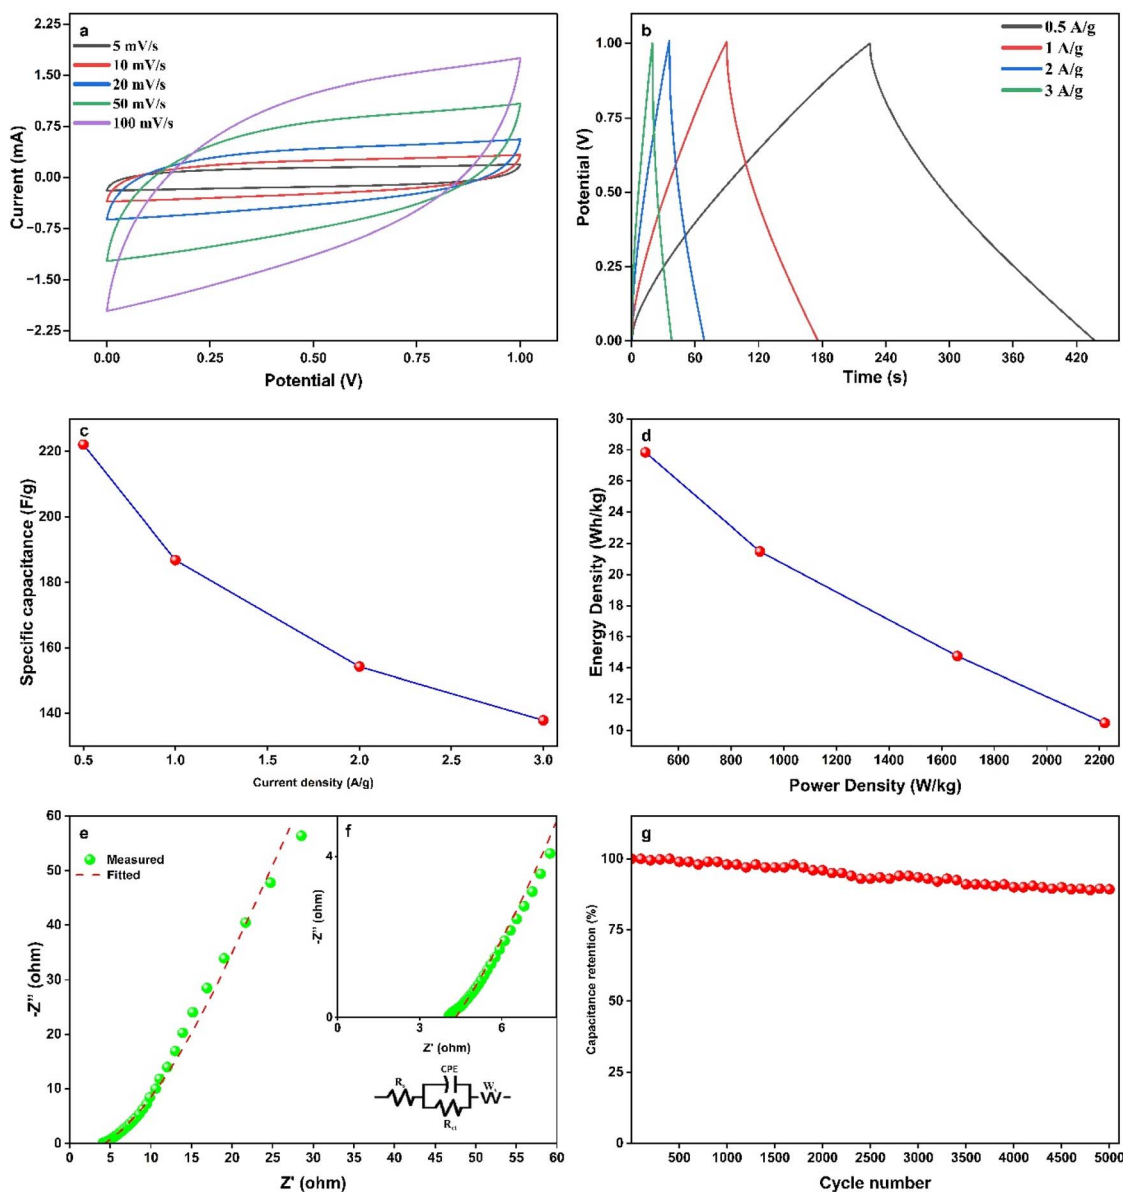 a
5 mV/s
10 mV/s
20 mV/s
50 mV/s
100 mV/s
2.25
1.50
0.75
0.00
−0.75
−1.50
−2.25
Current (mA)
0.00 0.25 0.50 0.75 1.00
Potential (V)
b
0.5 A/g
1 A/g
2 A/g
3 A/g
1.00
0.75
0.50
0.25
0.00
Potential (V)
0 60 120 180 240 300 360 420
Time (s)
c
220
200
180
160
140
Specific capacitance (F/g)
0.5 1.0 1.5 2.0 2.5 3.0
Current density (A/g)
d
30
28
26
24
22
20
18
16
14
12
10
Energy Density (Wh/kg)
600 800 1000 1200 1400 1600 1800 2000 2200
Power Density (W/kg)
e
Measured
Fitted
60
50
40
30
20
10
0
-Z'' (ohm)
0 5 10 15 20 25 30 35 40 45 50 55 60
Z' (ohm)
f
4
0
-Z'' (ohm)
0 3 6
Z' (ohm)
CPE
Rs
Ws
Rct
g
100
75
50
25
0
Capacitance retention (%)
500 1000 1500 2000 2500 3000 3500 4000 4500 5000
Cycle number